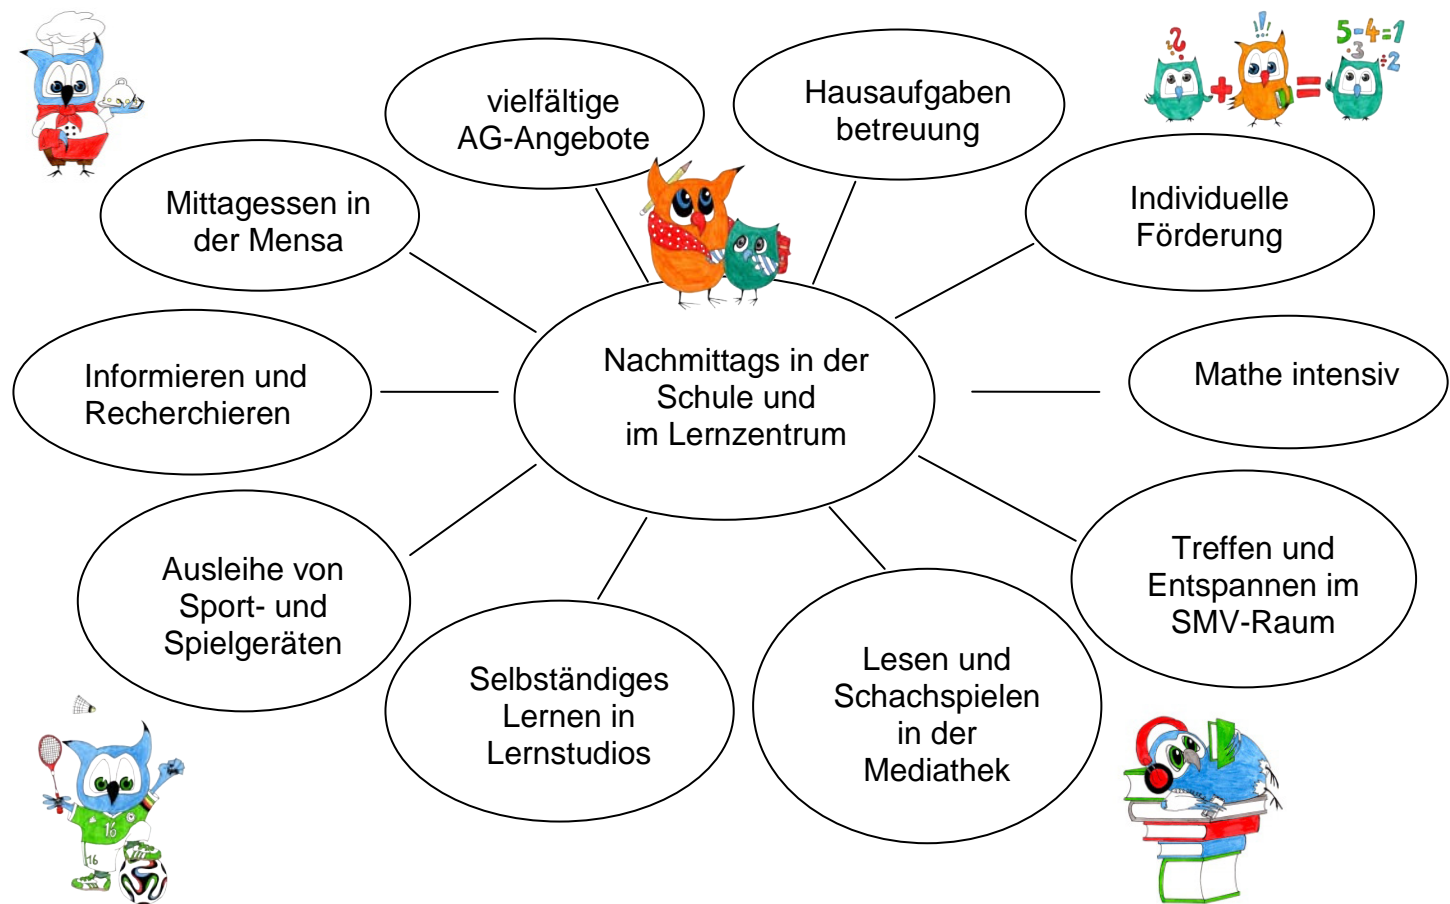 vielfältige
AG-Angebote
Hausaufgaben
betreuung
5-4=1
·3
÷2
?
!!!
+
=
Mittagessen in
der Mensa
Individuelle
Förderung
Nachmittags in der
Schule und
im Lernzentrum
Informieren und
Recherchieren
Mathe intensiv
Ausleihe von
Sport- und
Spielgeräten
Treffen und
Entspannen im
SMV-Raum
Selbständiges
Lernen in
Lernstudios
Lesen und
Schachspielen
in der
Mediathek
16
16